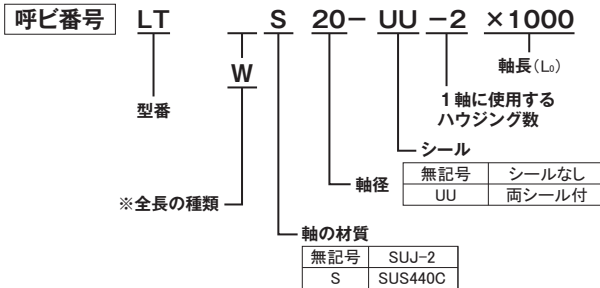 呼ビ番号 LT S 20- UU -2 ×1000
W
軸長(L₀)
型番
1軸に使用する
ハウジング数
シール
無記号 シールなし
UU 両シール付
軸径
※全長の種類
軸の材質
無記号 SUJ-2
S SUS440C